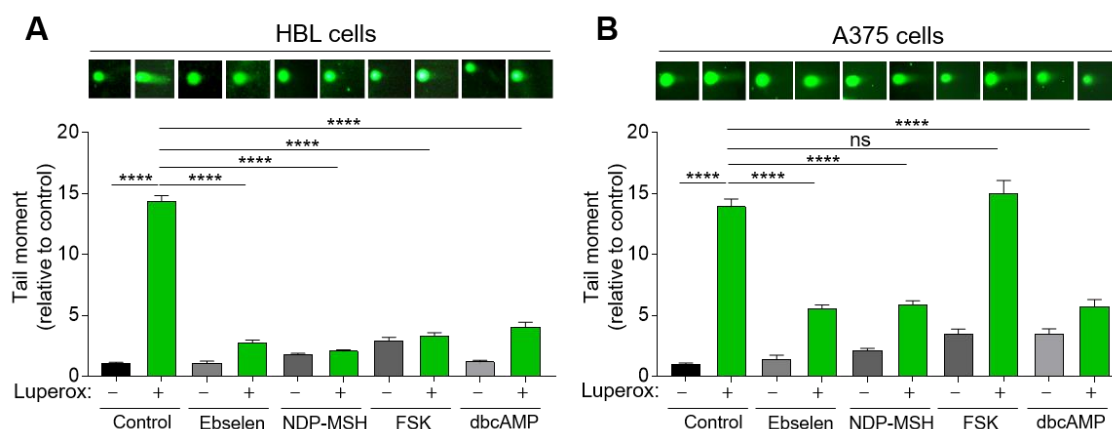 A
HBL cells
Tail moment
(relative to control)
20
15
10
5
0
****
****
****
****
****
Luperox: – + – + – + – + – +
Control Ebselen NDP-MSH FSK dbcAMP
B
A375 cells
Tail moment
(relative to control)
20
15
10
5
0
****
ns
****
**** ****
Luperox: – + – + – + – + – +
Control Ebselen NDP-MSH FSK dbcAMP